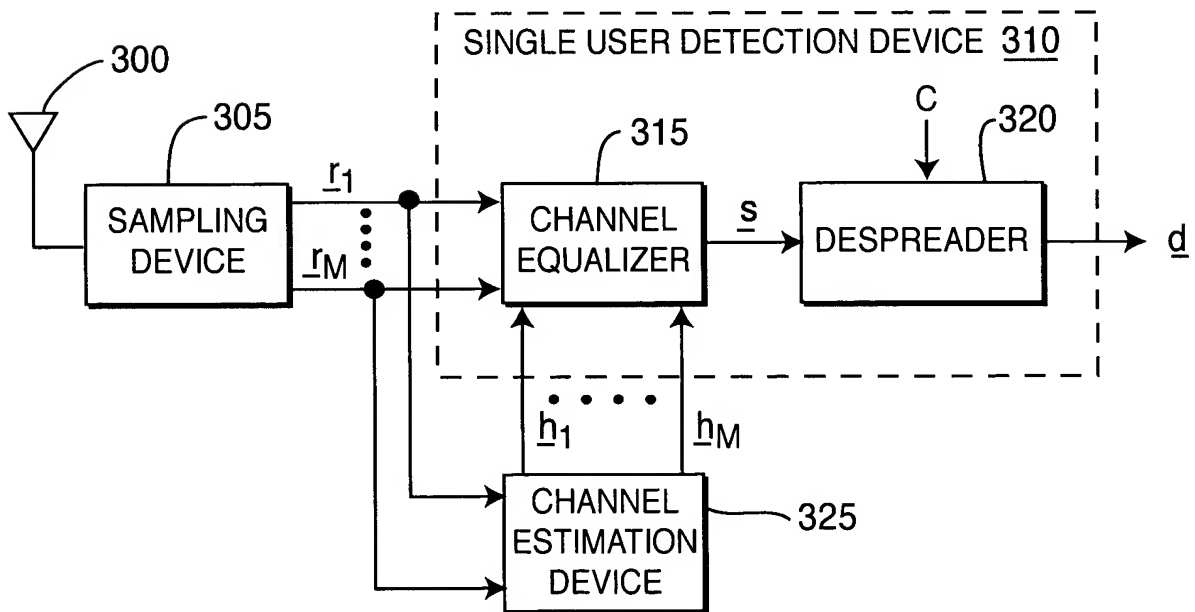 SINGLE USER DETECTION DEVICE 310
300
305
315
C
320
SAMPLING
DEVICE
r1
rM
CHANNEL
EQUALIZER
s
DESPREADER
d
h1
hM
CHANNEL
ESTIMATION
DEVICE
325